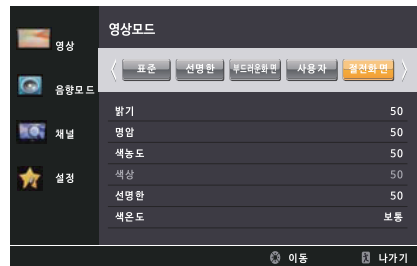 영상
음향모드
채널
설정
영상모드
표준 선명한 부드러운화면 사용자 절전화면
밝기 50
명암 50
색농도 50
색상 50
선명한 50
색온도 보통
이동 나가기